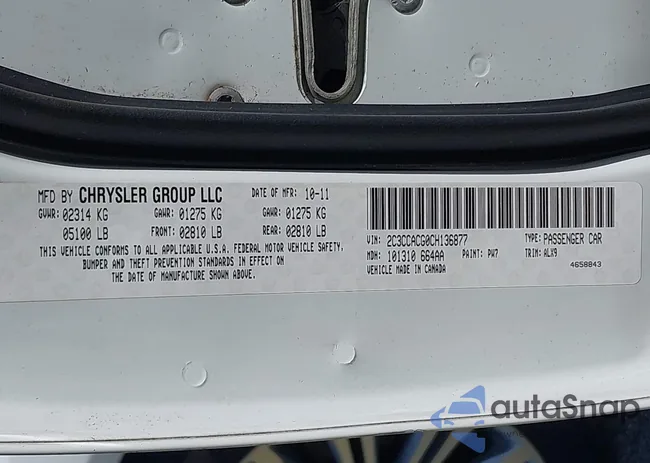 MFD BY CHRYSLER GROUP LLC DATE OF MFR: 10-11
GVWR: 02314 KG GAWR: 01275 KG GAWR: 01275 KG
05100 LB FRONT: 02810 LB REAR: 02810 LB
THIS VEHICLE CONFORMS TO ALL APPLICABLE U.S.A. FEDERAL MOTOR VEHICLE SAFETY,
BUMPER AND THEFT PREVENTION STANDARDS IN EFFECT ON
THE DATE OF MANUFACTURE SHOWN ABOVE.
VIN: 2C3CCACG0CH136877 TYPE: PASSENGER CAR
MDH: 101310 664AA PAINT: PW7 TRIM: ALX9
VEHICLE MADE IN CANADA 4658843
autoSnap